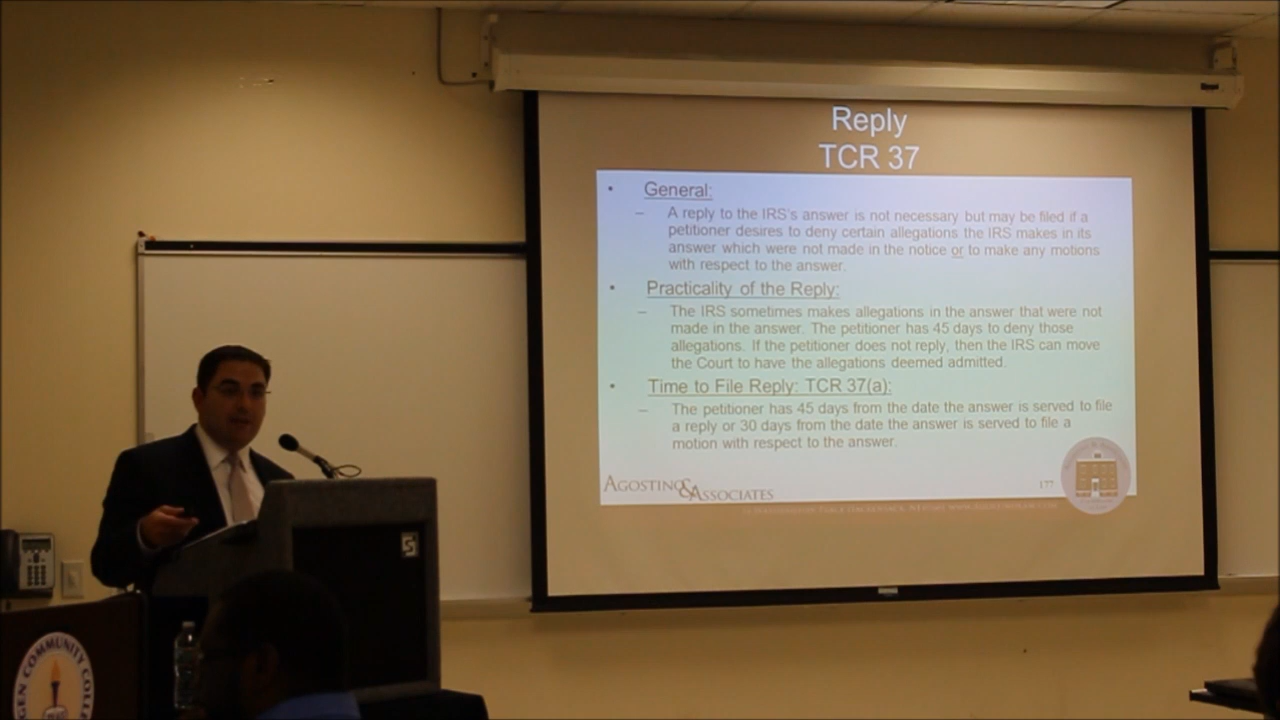 Reply
TCR 37
• General:
– A reply to the IRS's answer is not necessary but may be filed if a
petitioner desires to deny certain allegations the IRS makes in its
answer which were not made in the notice or to make any motions
with respect to the answer.
• Practicality of the Reply:
– The IRS sometimes makes allegations in the answer that were not
made in the answer. The petitioner has 45 days to deny those
allegations. If the petitioner does not reply, then the IRS can move
the Court to have the allegations deemed admitted.
• Time to File Reply: TCR 37(a):
– The petitioner has 45 days from the date the answer is served to file
a reply or 30 days from the date the answer is served to file a
motion with respect to the answer.
AGOSTINO & ASSOCIATES
177
GEN COMMUNITY COLLE